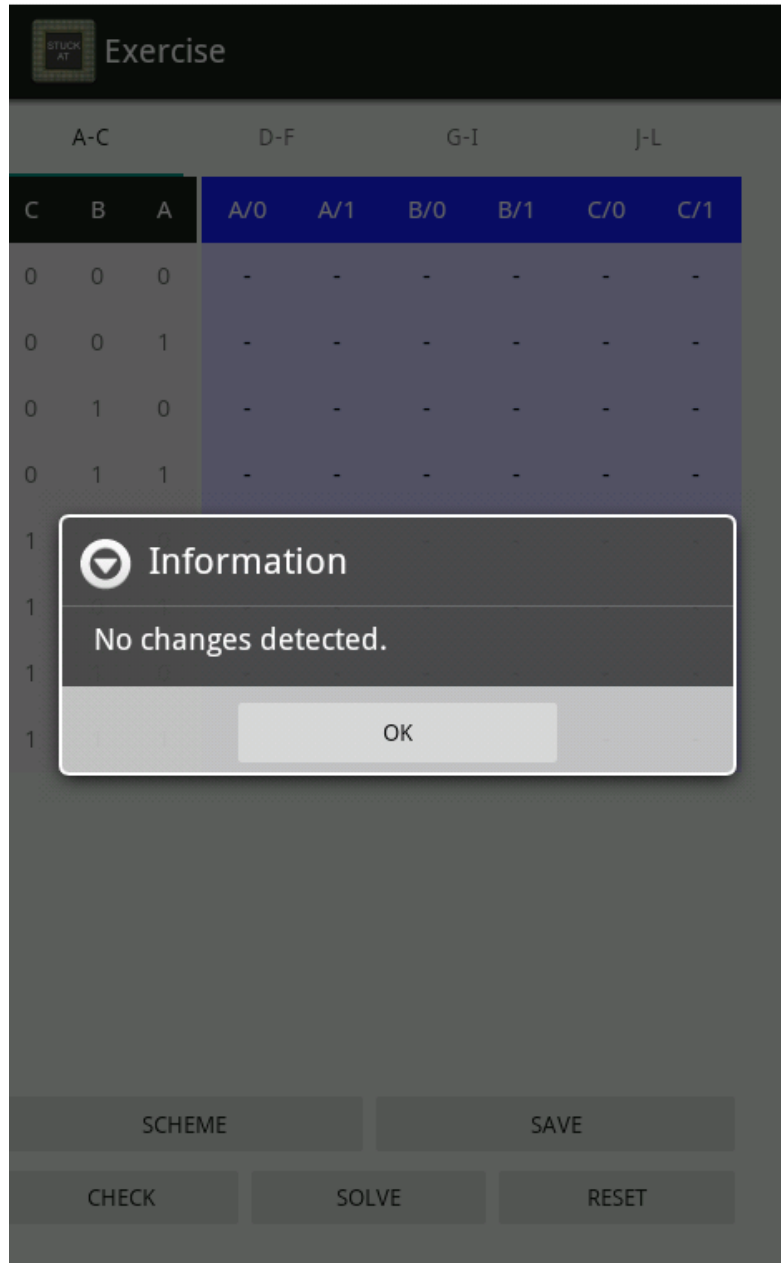 STUCK AT Exercise
A-C D-F G-I J-L
C B A A/0 A/1 B/0 B/1 C/0 C/1
0 0 0 - - - - - -
0 0 1 - - - - - -
0 1 0 - - - - - -
0 1 1 - - - - - -
1
Information
1
No changes detected.
1
OK
1
SCHEME SAVE
CHECK SOLVE RESET